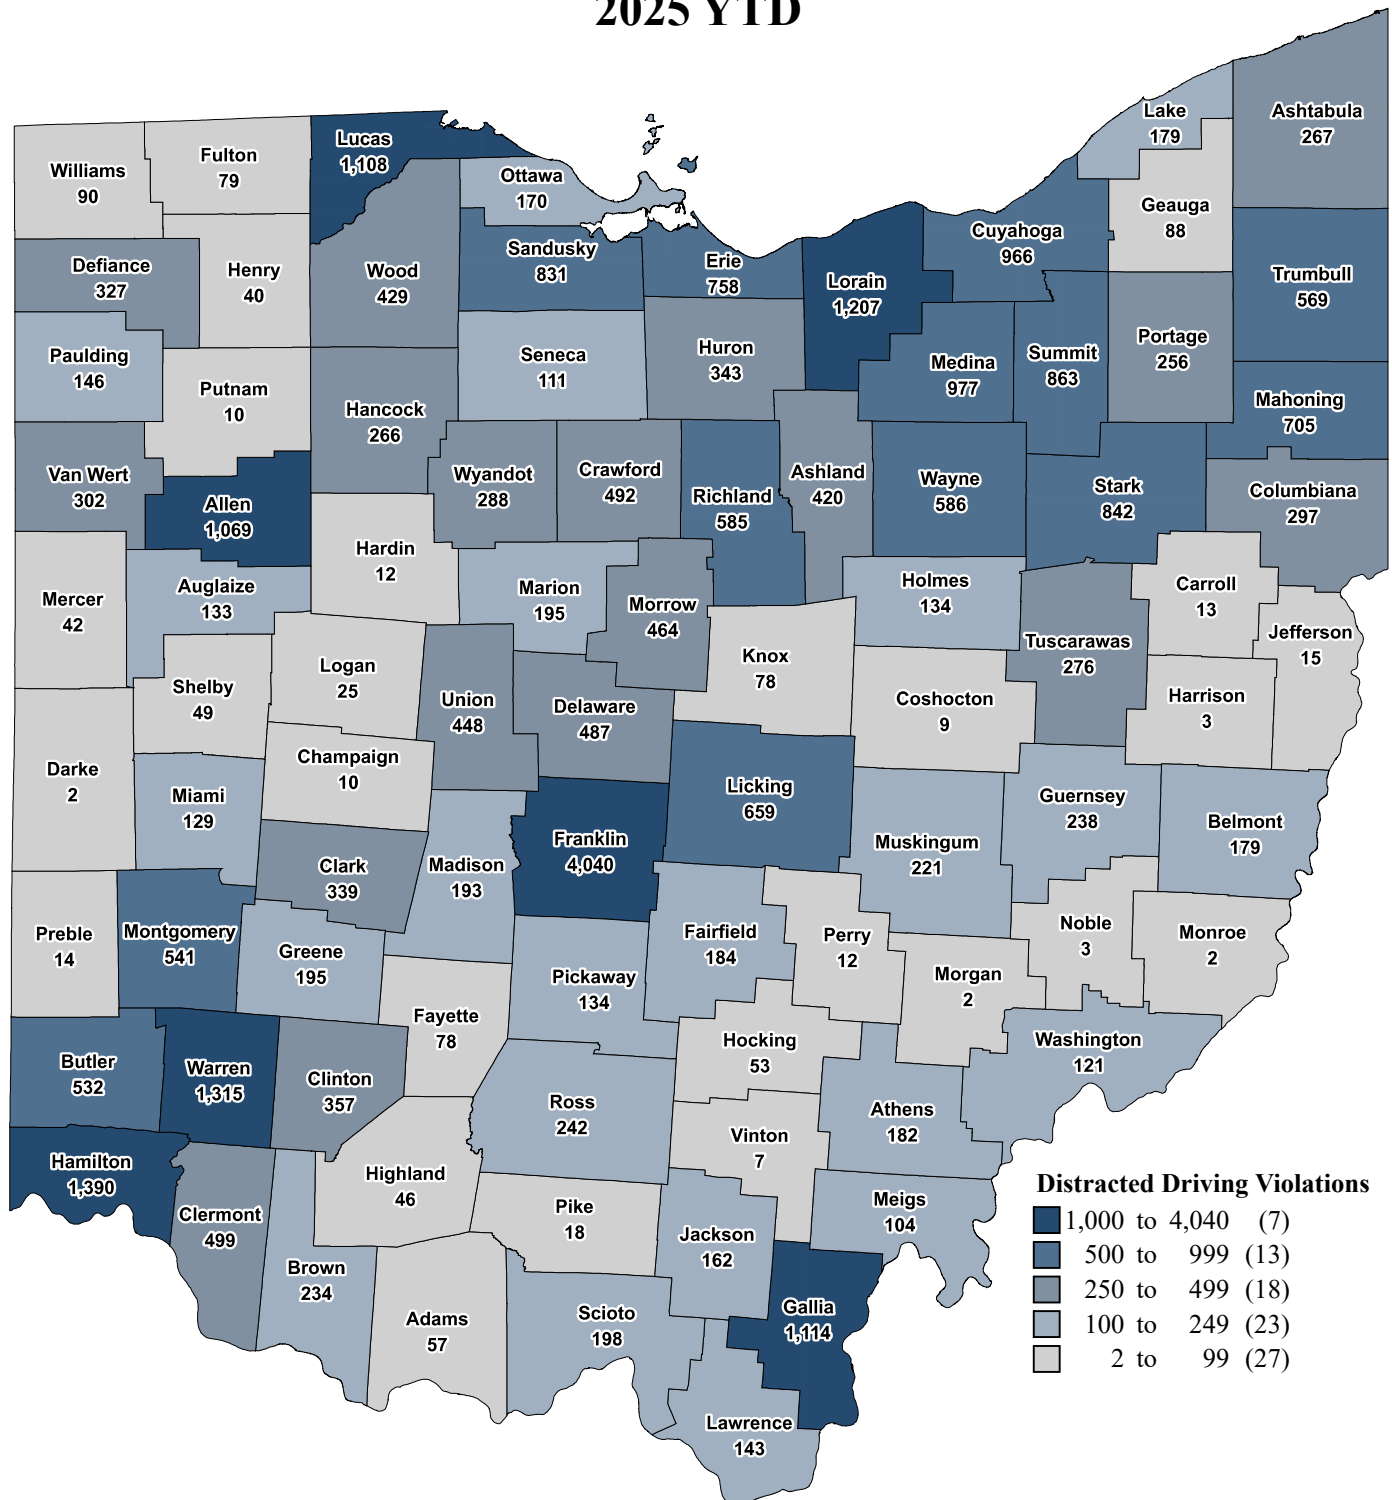 2025 YTD
Lake
179
Ashtabula
267
Lucas
1,108
Fulton
79
Williams
90
Ottawa
170
Geauga
88
Cuyahoga
966
Sandusky
831
Erie
758
Defiance
327
Henry
40
Wood
429
Lorain
1,207
Trumbull
569
Portage
256
Paulding
146
Seneca
111
Huron
343
Medina
977
Summit
863
Putnam
10
Hancock
266
Mahoning
705
Van Wert
302
Wyandot
288
Crawford
492
Richland
585
Ashland
420
Wayne
586
Stark
842
Columbiana
297
Allen
1,069
Hardin
12
Auglaize
133
Mercer
42
Marion
195
Morrow
464
Holmes
134
Carroll
13
Jefferson
15
Tuscarawas
276
Logan
25
Knox
78
Shelby
49
Union
448
Delaware
487
Coshocton
9
Harrison
3
Darke
2
Champaign
10
Miami
129
Licking
659
Guernsey
238
Belmont
179
Franklin
4,040
Muskingum
221
Clark
339
Madison
193
Preble
14
Montgomery
541
Greene
195
Fairfield
184
Perry
12
Noble
3
Monroe
2
Pickaway
134
Morgan
2
Fayette
78
Hocking
53
Washington
121
Butler
532
Warren
1,315
Clinton
357
Ross
242
Athens
182
Vinton
7
Hamilton
1,390
Highland
46
Pike
18
Meigs
104
Clermont
499
Jackson
162
Brown
234
Adams
57
Scioto
198
Gallia
1,114
Lawrence
143
Distracted Driving Violations
1,000 to 4,040 (7)
500 to 999 (13)
250 to 499 (18)
100 to 249 (23)
2 to 99 (27)